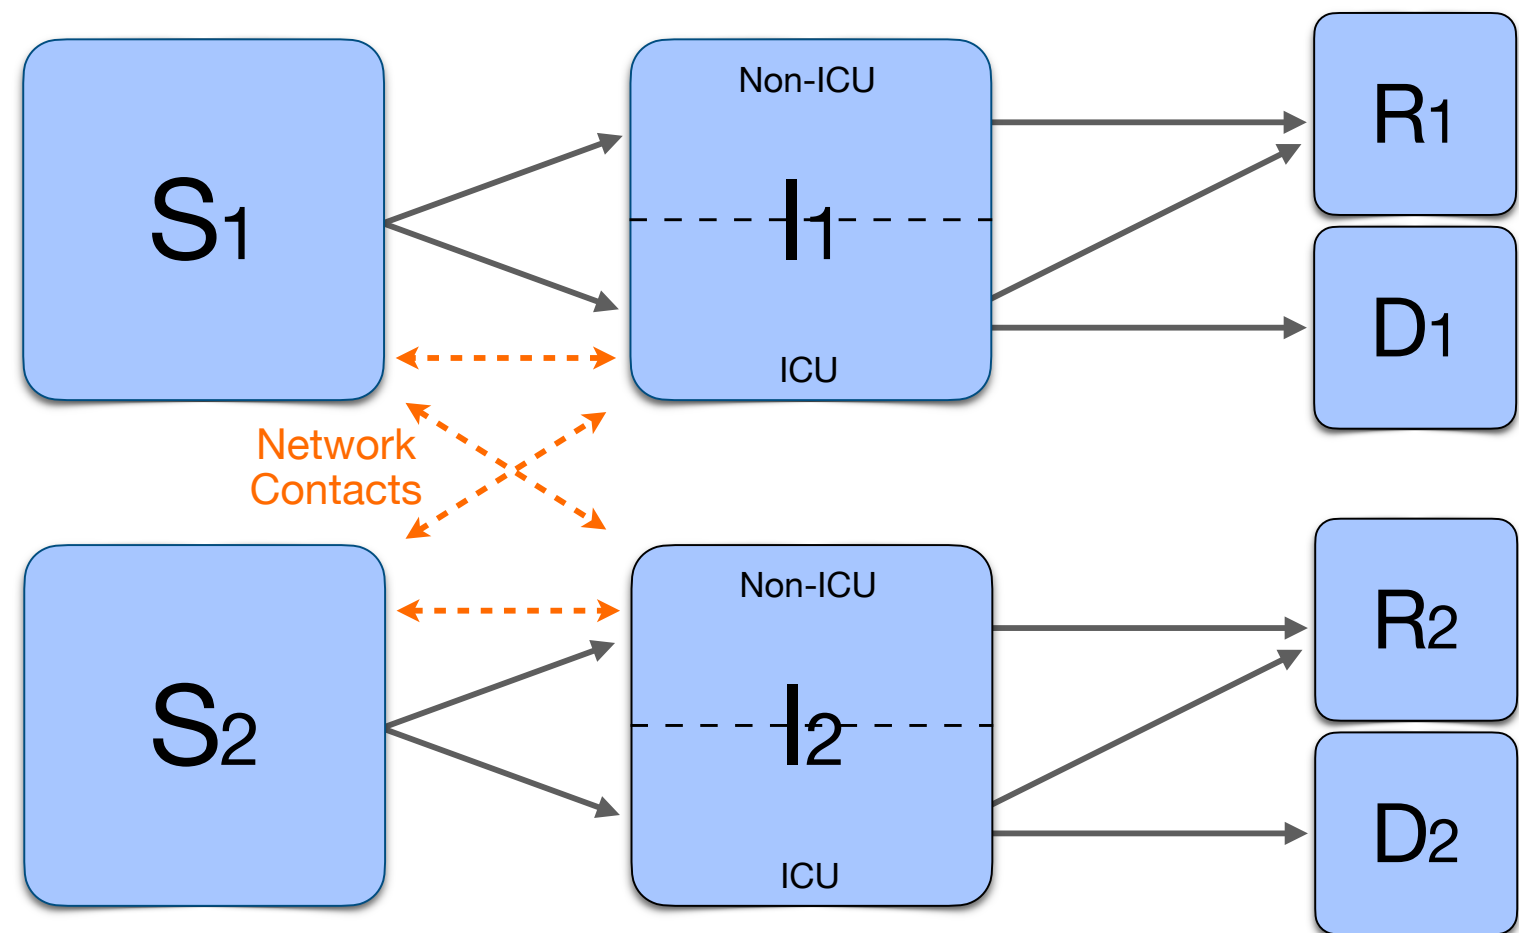 S1
Non-ICU
I1
ICU
R1
D1
Network
Contacts
S2
Non-ICU
I2
ICU
R2
D2